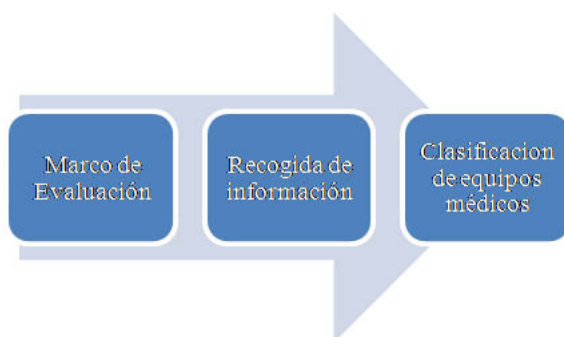 Marco de
Evaluación
Recogida de
información
Clasificacion
de equipos
médicos